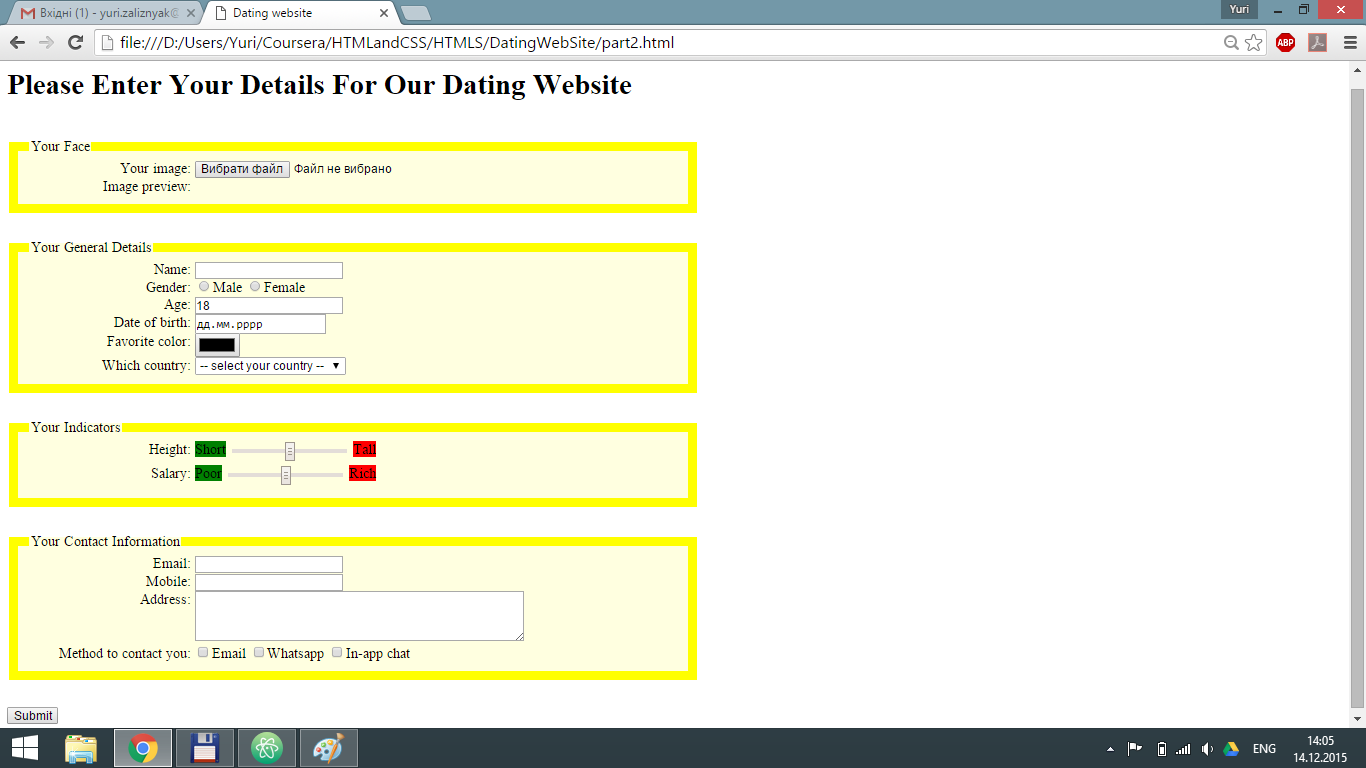 Вхідні (1) - yuri.zaliznyak@
Dating website
Yuri
file:///D:/Users/Yuri/Coursera/HTMLandCSS/HTMLS/DatingWebSite/part2.html
ABP
Please Enter Your Details For Our Dating Website
Your Face
Your image: Вибрати файл Файл не вибрано
Image preview:
Your General Details
Name:
Gender: Male Female
Age: 18
Date of birth: дд.мм.рррр
Favorite color:
Which country: -- select your country --
Your Indicators
Height: Short Tall
Salary: Poor Rich
Your Contact Information
Email:
Mobile:
Address:
Method to contact you: Email Whatsapp In-app chat
Submit
ENG
14:05
14.12.2015